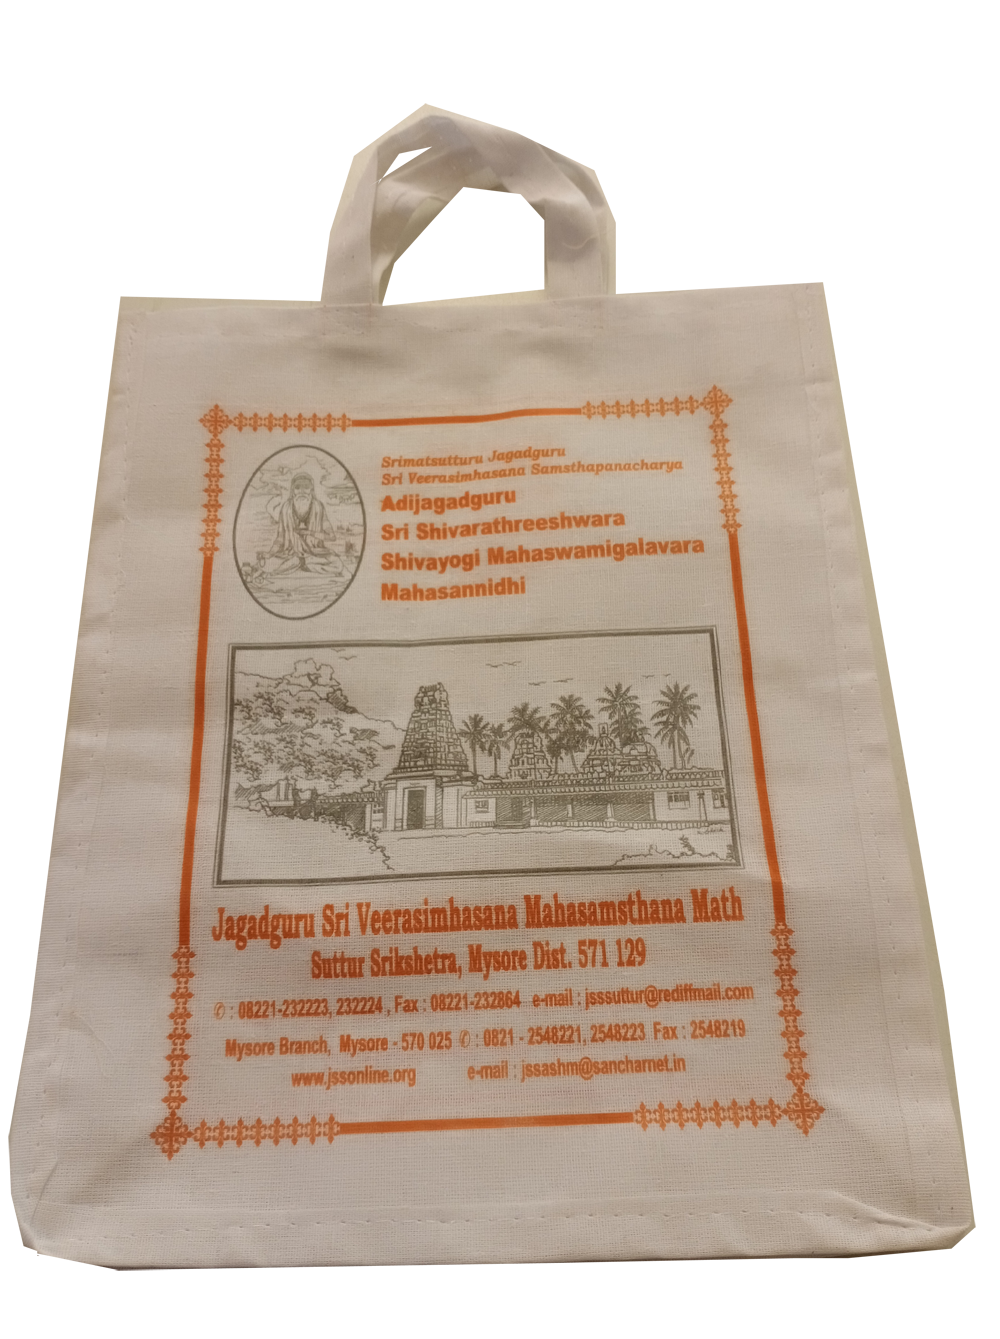 Srimatsutturu Jagadguru
Sri Veerasimhasana Samsthapanacharya
Adijagadguru
Sri Shivarathreeshwara
Shivayogi Mahaswamigalavara
Mahasannidhi
Jagadguru Sri Veerasimhasana Mahasamsthana Math
Suttur Srikshetra, Mysore Dist. 571 129
✆ : 08221-232223, 232224 , Fax : 08221-232864 e-mail : jsssuttur@rediffmail.com
Mysore Branch, Mysore - 570 025 ✆ : 0821 - 2548221, 2548223 Fax : 2548219
www.jssonline.org e-mail : jssashm@sancharnet.in